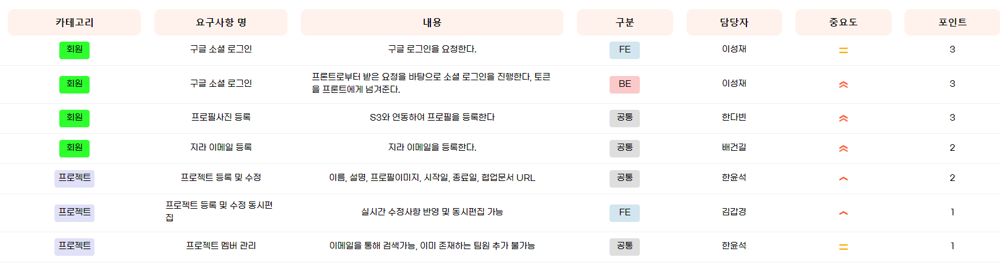 카테고리 요구사항 명 내용 구분 담당자 중요도 포인트
회원 구글 소셜 로그인 구글 로그인을 요청한다. FE 이성재 3
회원 구글 소셜 로그인 프론트로부터 받은 요청을 바탕으로 소셜 로그인을 진행한다, 토큰
을 프론트에게 넘겨준다. BE 이성재 3
회원 프로필사진 등록 S3와 연동하여 프로필을 등록한다 공통 한다빈 3
회원 지라 이메일 등록 지라 이메일을 등록한다. 공통 배건길 2
프로젝트 프로젝트 등록 및 수정 이름, 설명, 프로필이미지, 시작일, 종료일, 협업문서 URL 공통 한윤석 2
프로젝트 프로젝트 등록 및 수정 동시편
집 실시간 수정사항 반영 및 동시편집 가능 FE 김갑경 1
프로젝트 프로젝트 멤버 관리 이메일을 통해 검색가능, 이미 존재하는 팀원 추가 불가능 공통 한윤석 1